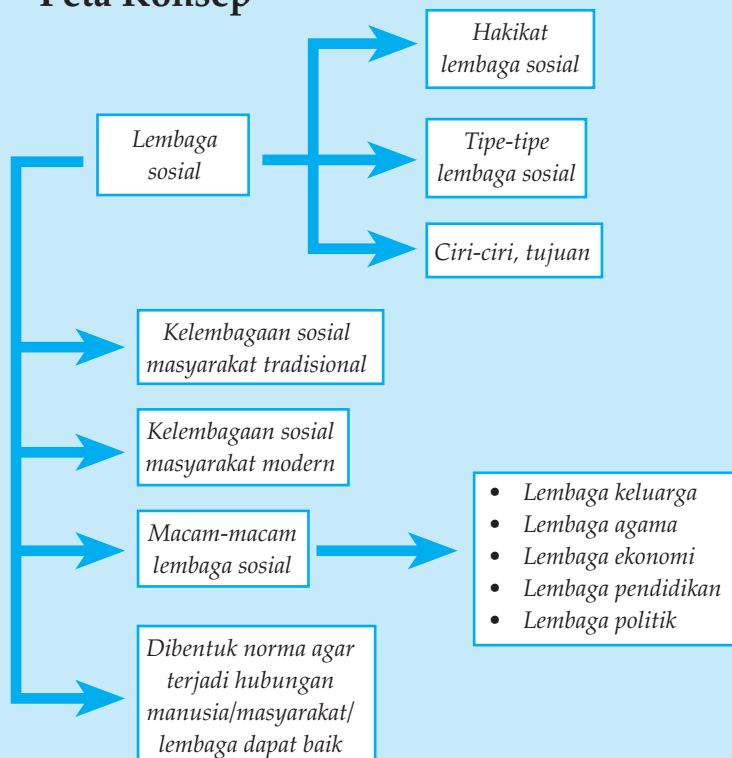 Peta Konsep
Hakikat
lembaga sosial
Lembaga
sosial
Tipe-tipe
lembaga sosial
Ciri-ciri, tujuan
Kelembagaan sosial
masyarakat tradisional
Kelembagaan sosial
masyarakat modern
Macam-macam
lembaga sosial
• Lembaga keluarga
• Lembaga agama
• Lembaga ekonomi
• Lembaga pendidikan
• Lembaga politik
Dibentuk norma agar
terjadi hubungan
manusia/masyarakat/
lembaga dapat baik